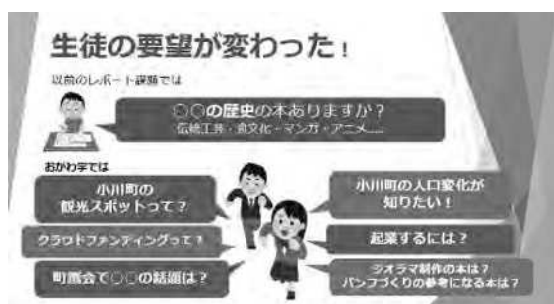 生徒の要望が変わった!
以前のレポート課題では
〇〇の歴史の本ありますか?
伝統工芸・食文化・マンガ・アニメ……
おがわ学では
小川町の
観光スポットって?
小川町の人口変化が
知りたい!
クラウドファンディングって?
起業するには?
町議会で〇〇の話題は?
ジオラマ制作の本は?
パンフづくりの参考になる本は?